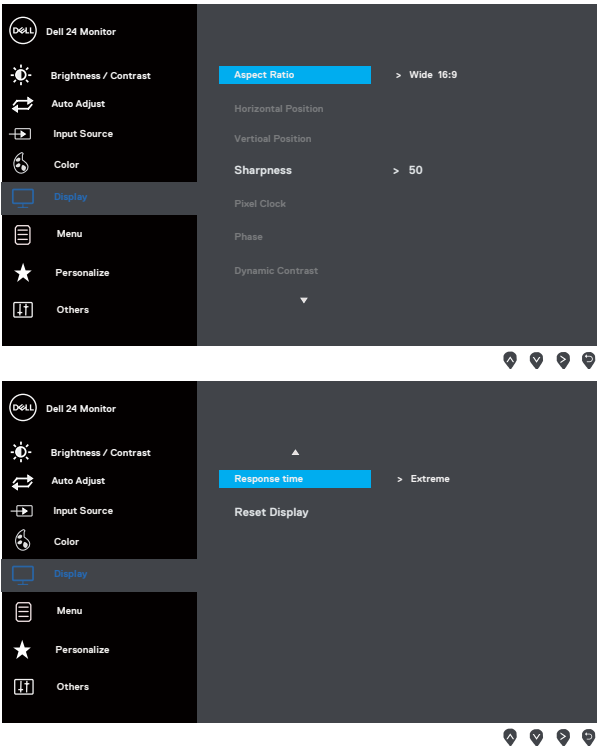 DELL Dell 24 Monitor
Brightness / Contrast
Auto Adjust
Input Source
Color
Display
Menu
Personalize
Others
Aspect Ratio > Wide 16:9
Horizontal Position
Vertioal Position
Sharpness > 50
Pixel Clock
Phase
Dynamic Contrast
DELL Dell 24 Monitor
Brightness / Contrast
Auto Adjust
Input Source
Color
Display
Menu
Personalize
Others
Response time > Extreme
Reset Display